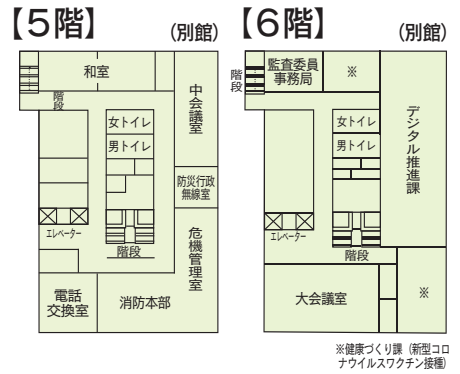 【5階】
(別館)
和室
階段
中会議室
女トイレ
男トイレ
防災行政
無線室
エレベーター
危機管理室
階段
電話
交換室
消防本部
【6階】
(別館)
階段
監査委員
事務局
※
デジタル推進課
女トイレ
男トイレ
エレベーター
階段
大会議室
※
※健康づくり課（新型コロ
ナウイルスワクチン接種）